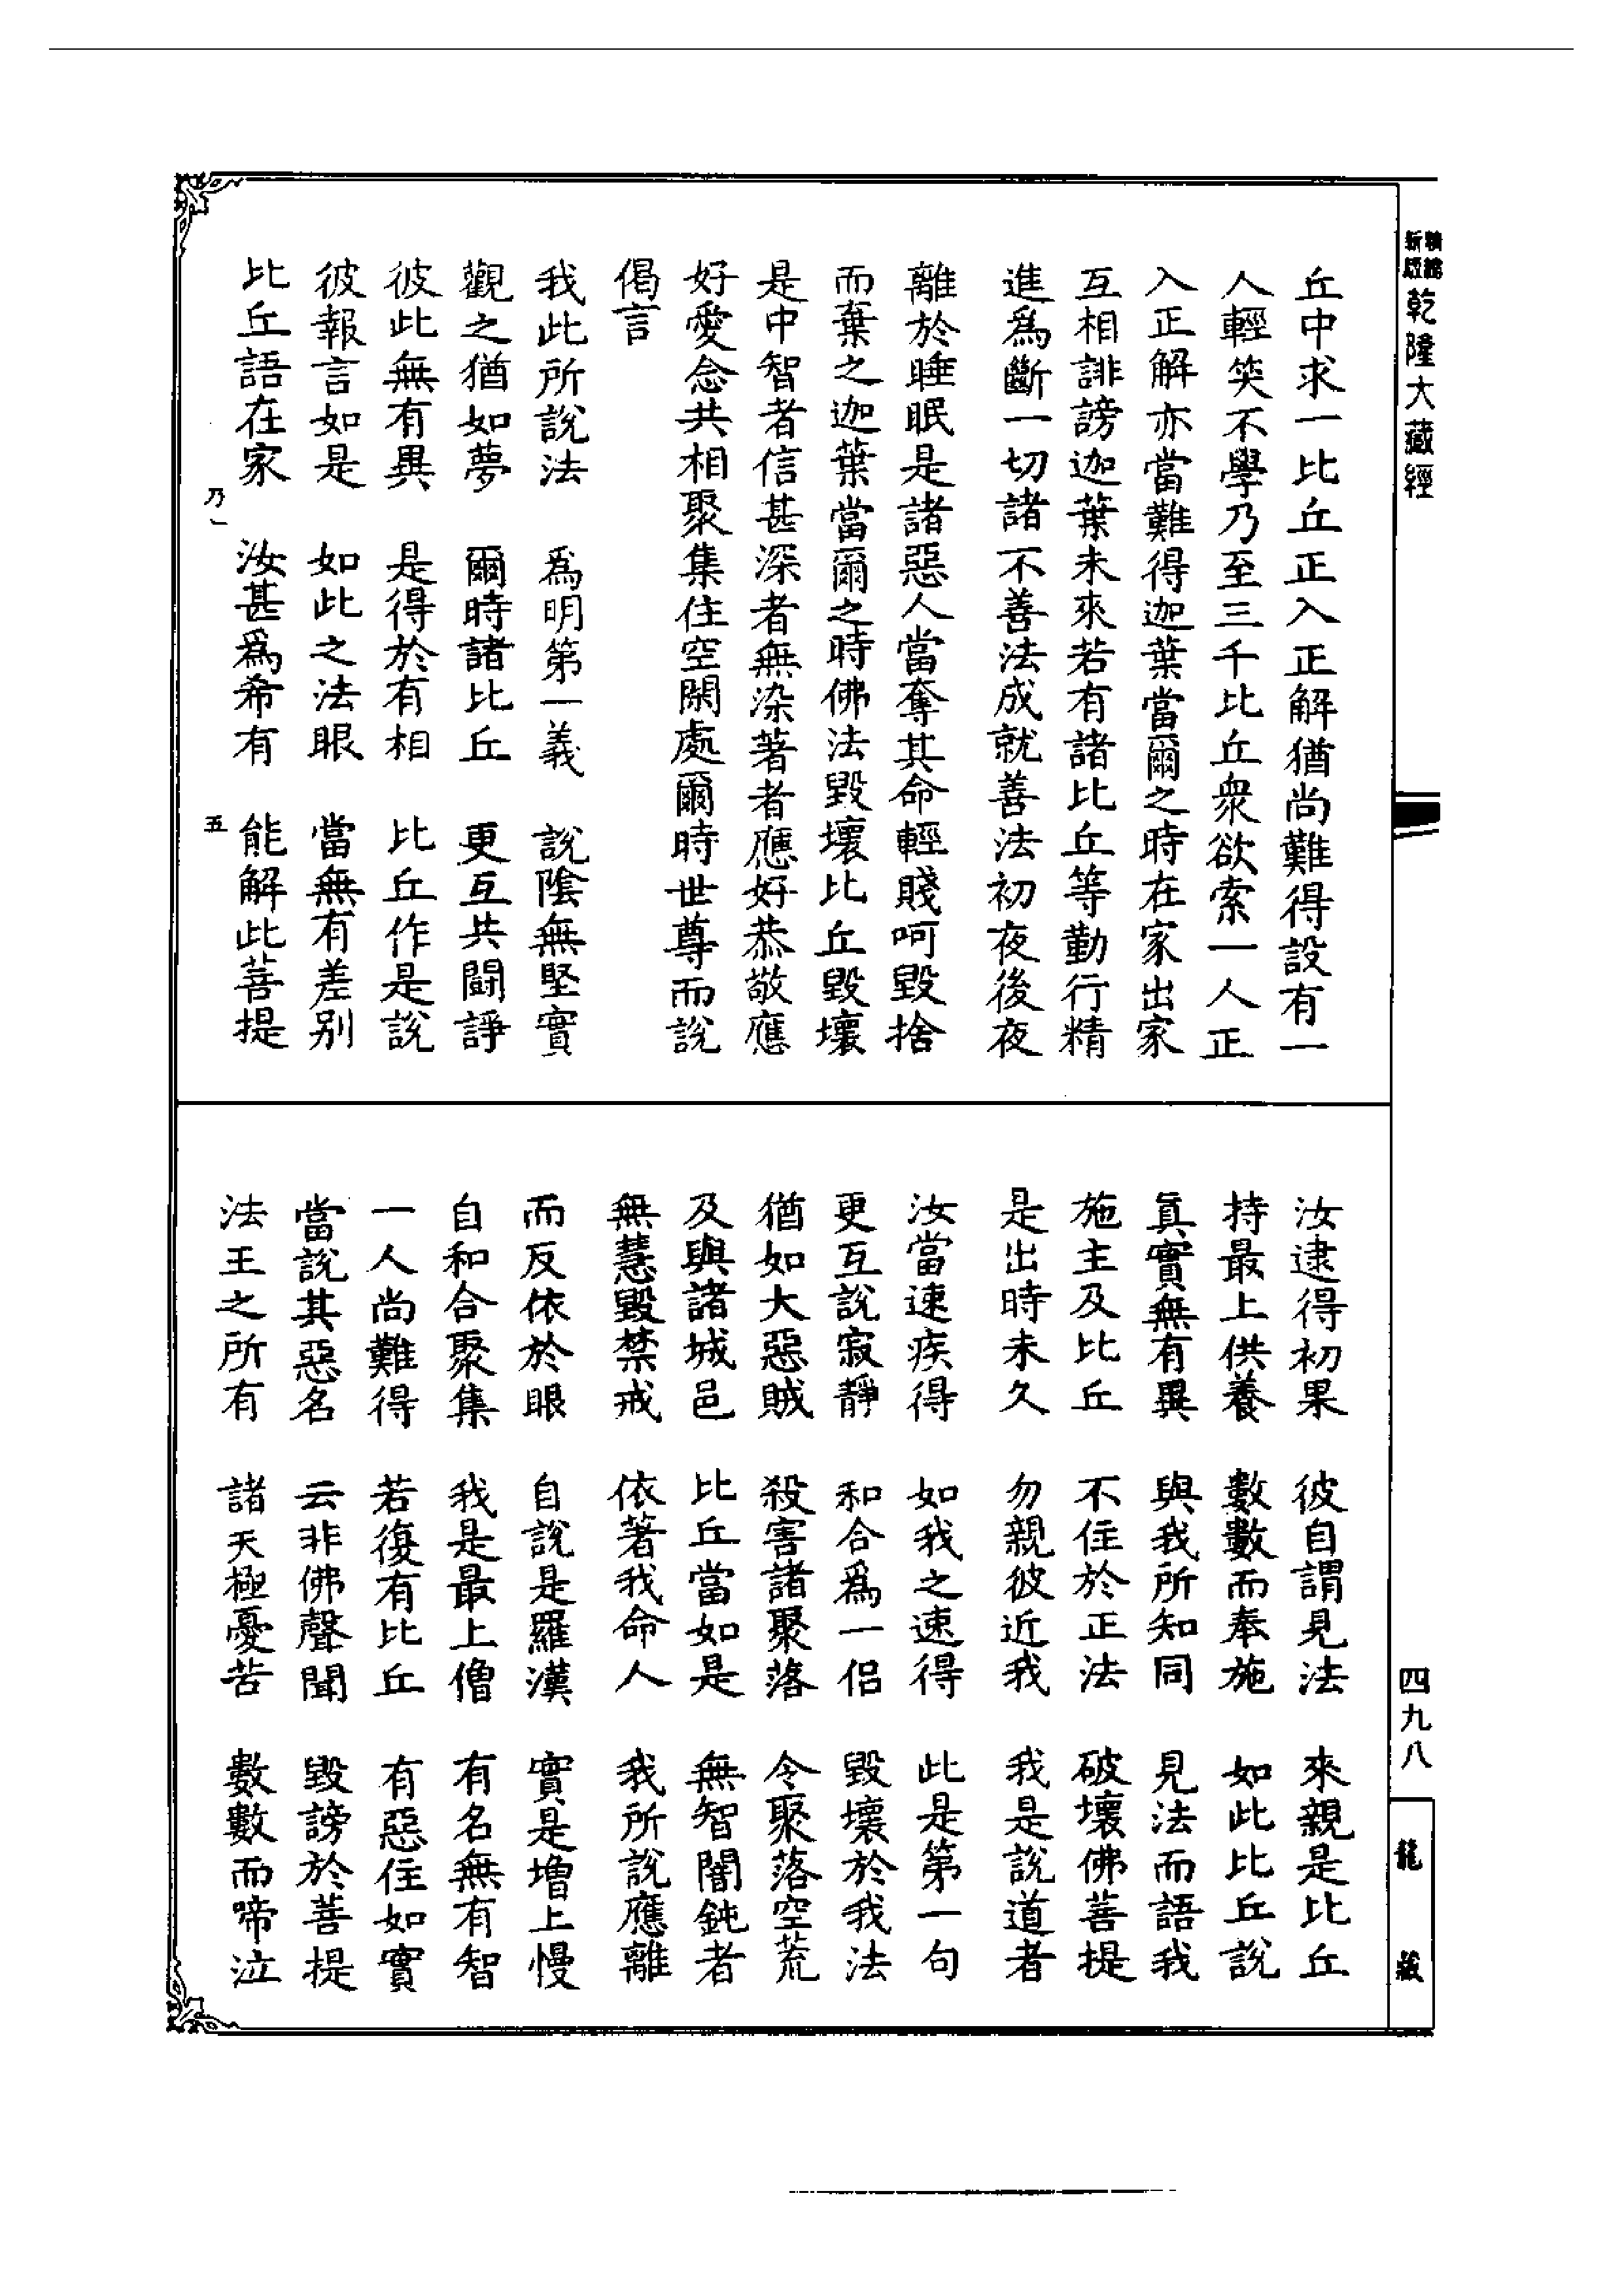 新編縮版
乾隆大藏經
丘中求一比丘正入正解猶尚難得設有一
人輕笑不學乃至三千比丘眾欲索一人正
入正解亦當難得迦葉當爾之時在家出家
互相誹謗迦葉未來若有諸比丘等勤行精
進為斷一切諸不善法成就善法初夜後夜
離於睡眠是諸惡人當奪其命輕賤呵毀捨
而棄之迦葉當爾之時佛法毀壞比丘毀壞
是中智者信甚深者無染著者應好恭敬應
好愛念共相聚集住空閑處爾時世尊而說
偈言
我此所說法　為明第一義　說陰無堅實
觀之猶如夢　爾時諸比丘　更互共鬪諍
彼此無有異　是得於有相　比丘作是說
彼報言如是　如此之法眼　當無有差別
比丘語在家　汝甚爲希有　能解此菩提
乃一　五
汝逮得初果　彼自謂見法　來親是比丘
持最上供養　數數而奉施　如此比丘說
真實無有異　與我所知同　見法而語我
施主及比丘　不住於正法　破壞佛菩提
是出時未久　勿親彼近我　我是說道者
汝當速疾得　如我之速得　此是第一句
更互說寂靜　和合爲一侣　毀壞於我法
猶如大惡賊　殺害諸聚落　令聚落空荒
及與諸城邑　比丘當如是　無智闇鈍者
無慧毀禁戒　依著我命人　我所說應離
而反依於眼　自說是羅漢　實是增上慢
自和合聚集　我是最上僧　有名無有智
一人尚難得　若復有比丘　有惡住如實
當說其惡名　云非佛聲聞　毀謗於菩提
法王之所有　諸天極憂苦　數數而啼泣
四九八
龍藏